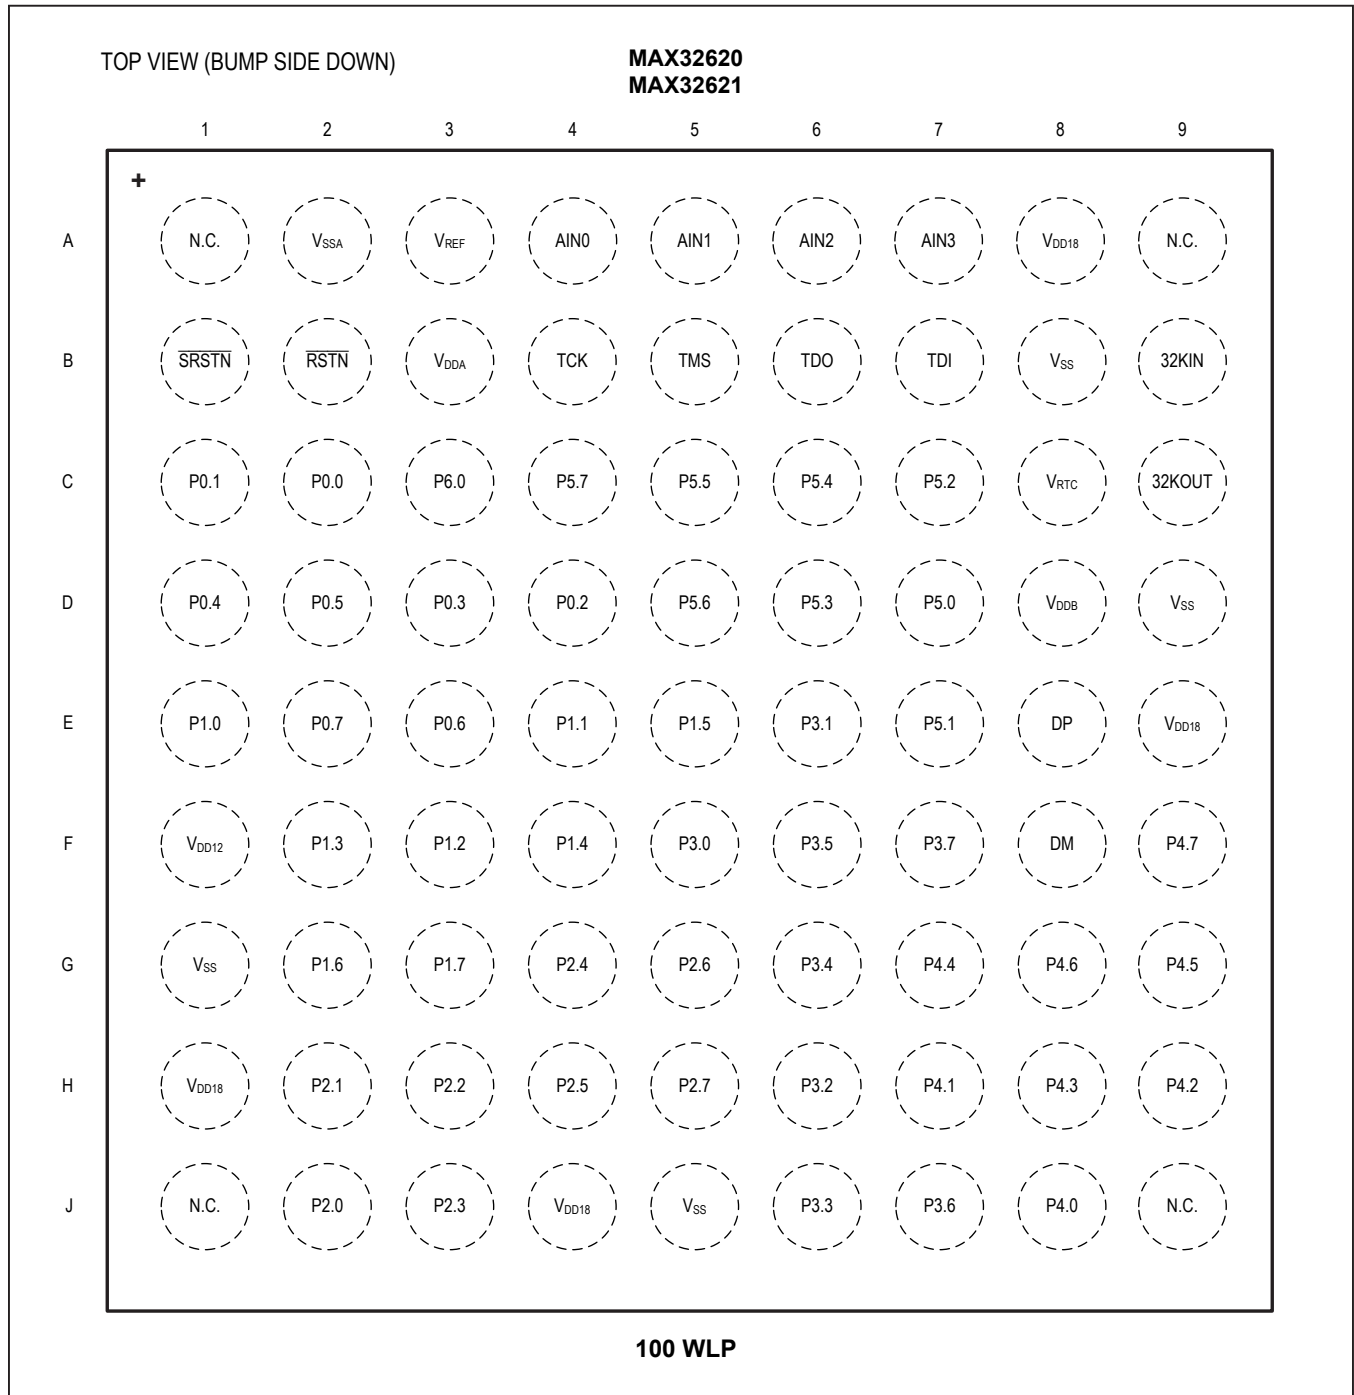 TOP VIEW (BUMP SIDE DOWN)
MAX32620
MAX32621
1 2 3 4 5 6 7 8 9
+
A N.C. VSSA VREF AIN0 AIN1 AIN2 AIN3 VDD18 N.C.
B SRSTN RSTN VDDA TCK TMS TDO TDI VSS 32KIN
C P0.1 P0.0 P6.0 P5.7 P5.5 P5.4 P5.2 VRTC 32KOUT
D P0.4 P0.5 P0.3 P0.2 P5.6 P5.3 P5.0 VDDB VSS
E P1.0 P0.7 P0.6 P1.1 P1.5 P3.1 P5.1 DP VDD18
F VDD12 P1.3 P1.2 P1.4 P3.0 P3.5 P3.7 DM P4.7
G VSS P1.6 P1.7 P2.4 P2.6 P3.4 P4.4 P4.6 P4.5
H VDD18 P2.1 P2.2 P2.5 P2.7 P3.2 P4.1 P4.3 P4.2
J N.C. P2.0 P2.3 VDD18 VSS P3.3 P3.6 P4.0 N.C.
100 WLP